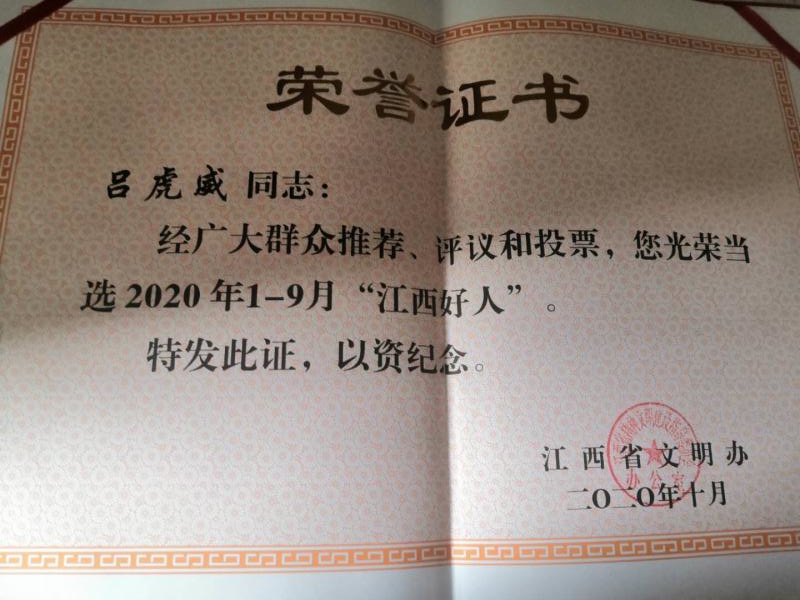 荣誉证书
吕虎威 同志：
经广大群众推荐、评议和投票，您光荣当
选2020年1-9月“江西好人”。
特发此证，以资纪念。
江西省文明办
二〇二〇年十月
办公室